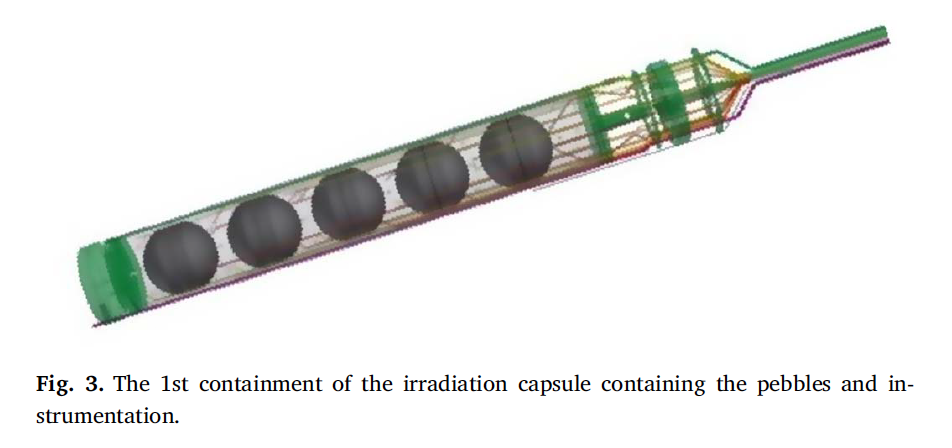 Fig. 3. The 1st containment of the irradiation capsule containing the pebbles and in-
strumentation.